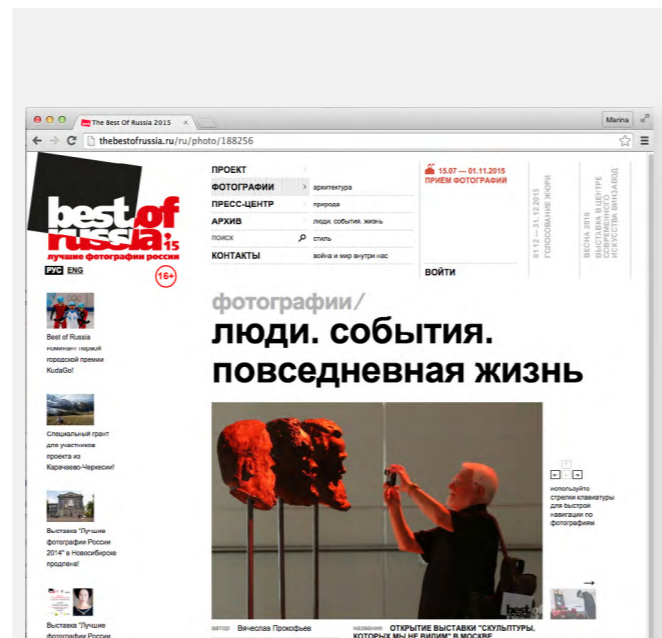 The Best Of Russia 2015
Marina
thebestofrussia.ru/ru/photo/188256
best of
russia:15
лучшие фотографии россии
РУС ENG
16+
ПРОЕКТ
ФОТОГРАФИИ
ПРЕСС-ЦЕНТР
АРХИВ
ПОИСК
КОНТАКТЫ
архитектура
природа
люди. события. жизнь
стиль
война и мир внутри нас
15.07 — 01.11.2015
ПРИЁМ ФОТОГРАФИЙ
ВОЙТИ
01.12 — 31.12.2015
ГОЛОСОВАНИЕ ЖЮРИ
ВЕСНА 2016
ВЫСТАВКА В ЦЕНТРЕ
СОВРЕМЕННОГО
ИСКУССТВА ВИНЗАВОД
фотографии/
люди. события.
повседневная жизнь
Best of Russia
номинант первой
городской премии
KudaGo!
Специальный грант
для участников
проекта из
Карачаево-Черкесии!
Выставка "Лучшие
фотографии России
2014" в Новосибирске
продлена!
Выставка "Лучшие
фотографии России
используйте
стрелки клавиатуры
для быстрой
навигации по
фотографиям
best
автор Вячеслав Прокофьев
название ОТКРЫТИЕ ВЫСТАВКИ "СКУЛЬПТУРЫ,
КОТОРЫХ МЫ НЕ ВИДИМ" В МОСКВЕ